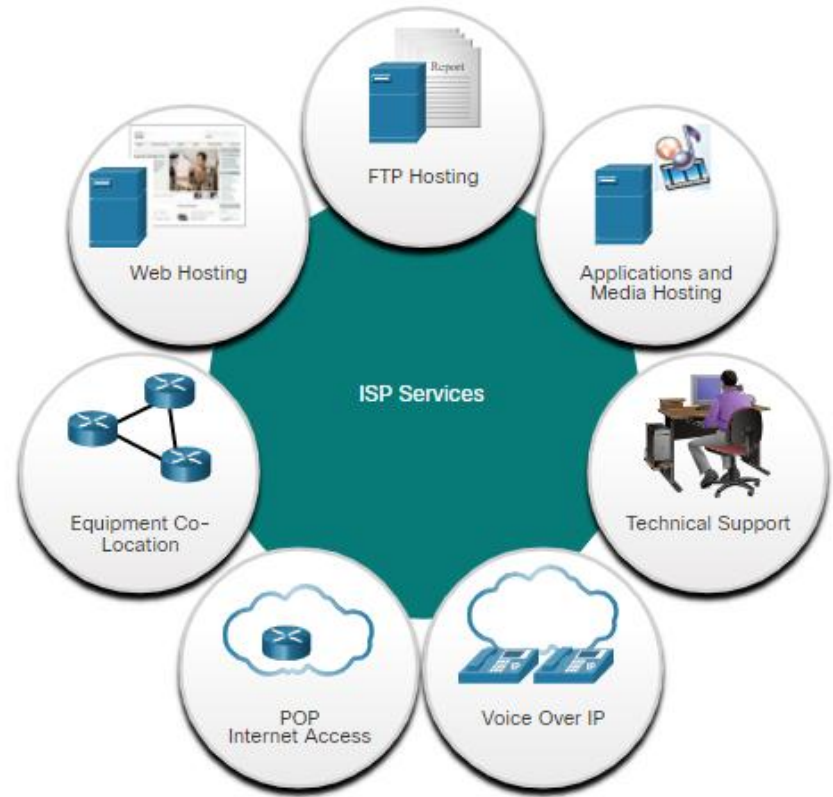 Report
FTP Hosting
Web Hosting
Applications and
Media Hosting
ISP Services
Equipment Co-
Location
Technical Support
POP
Internet Access
Voice Over IP